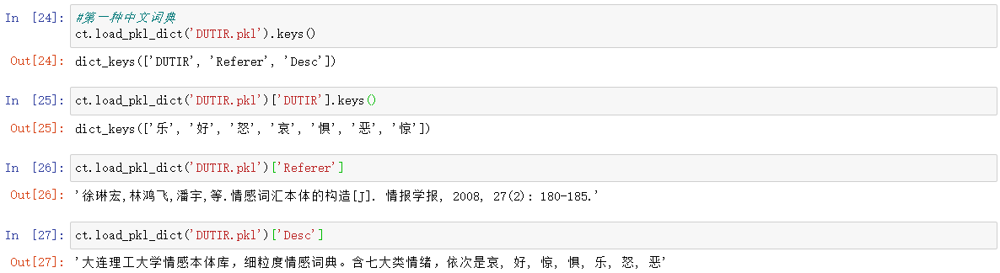 In [24]: #第一种中文词典
ct.load_pkl_dict('DUTIR.pkl').keys()
Out[24]: dict_keys(['DUTIR', 'Referer', 'Desc'])
In [25]: ct.load_pkl_dict('DUTIR.pkl')['DUTIR'].keys()
Out[25]: dict_keys(['乐', '好', '怒', '哀', '惧', '恶', '惊'])
In [26]: ct.load_pkl_dict('DUTIR.pkl')['Referer']
Out[26]: '徐琳宏,林鸿飞,潘宇,等.情感词汇本体的构造[J]. 情报学报, 2008, 27(2): 180-185.'
In [27]: ct.load_pkl_dict('DUTIR.pkl')['Desc']
Out[27]: '大连理工大学情感本体库，细粒度情感词典。含七大类情绪，依次是哀, 好, 惊, 惧, 乐, 怒, 恶'